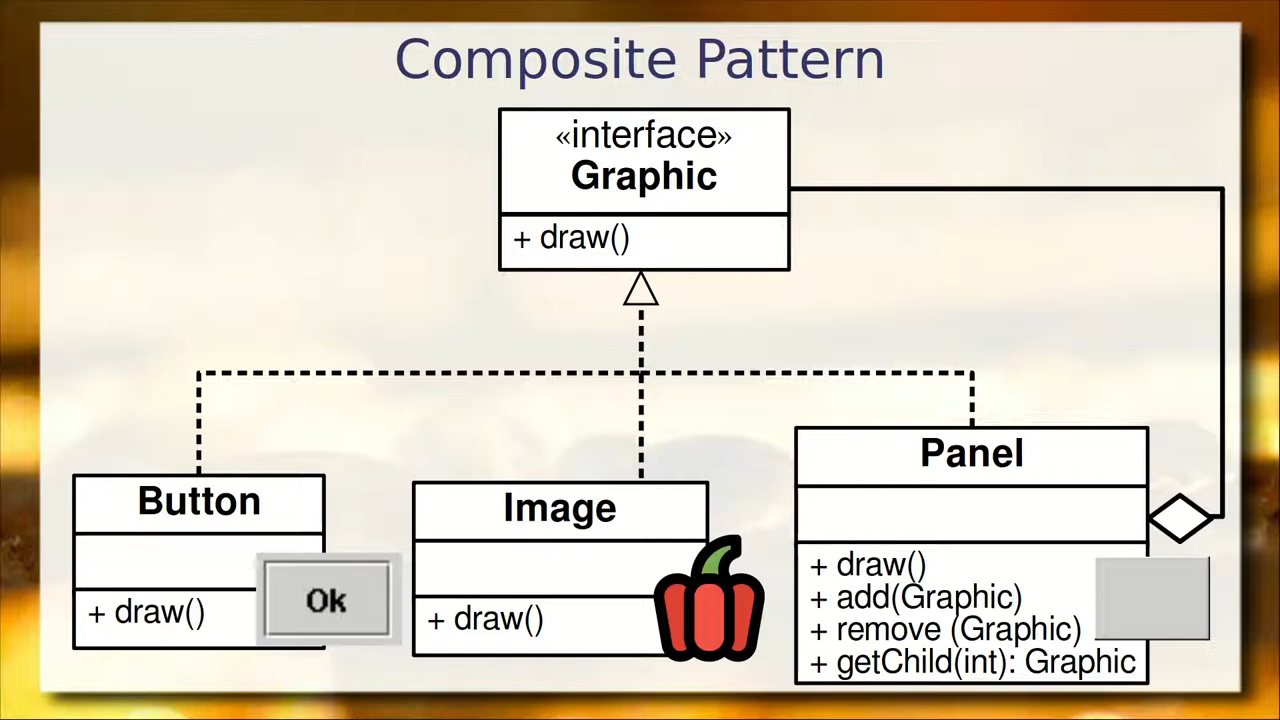 Composite Pattern
«interface»
Graphic
+ draw()
Button
+ draw()
Ok
Image
+ draw()
Panel
+ draw()
+ add(Graphic)
+ remove (Graphic)
+ getChild(int): Graphic